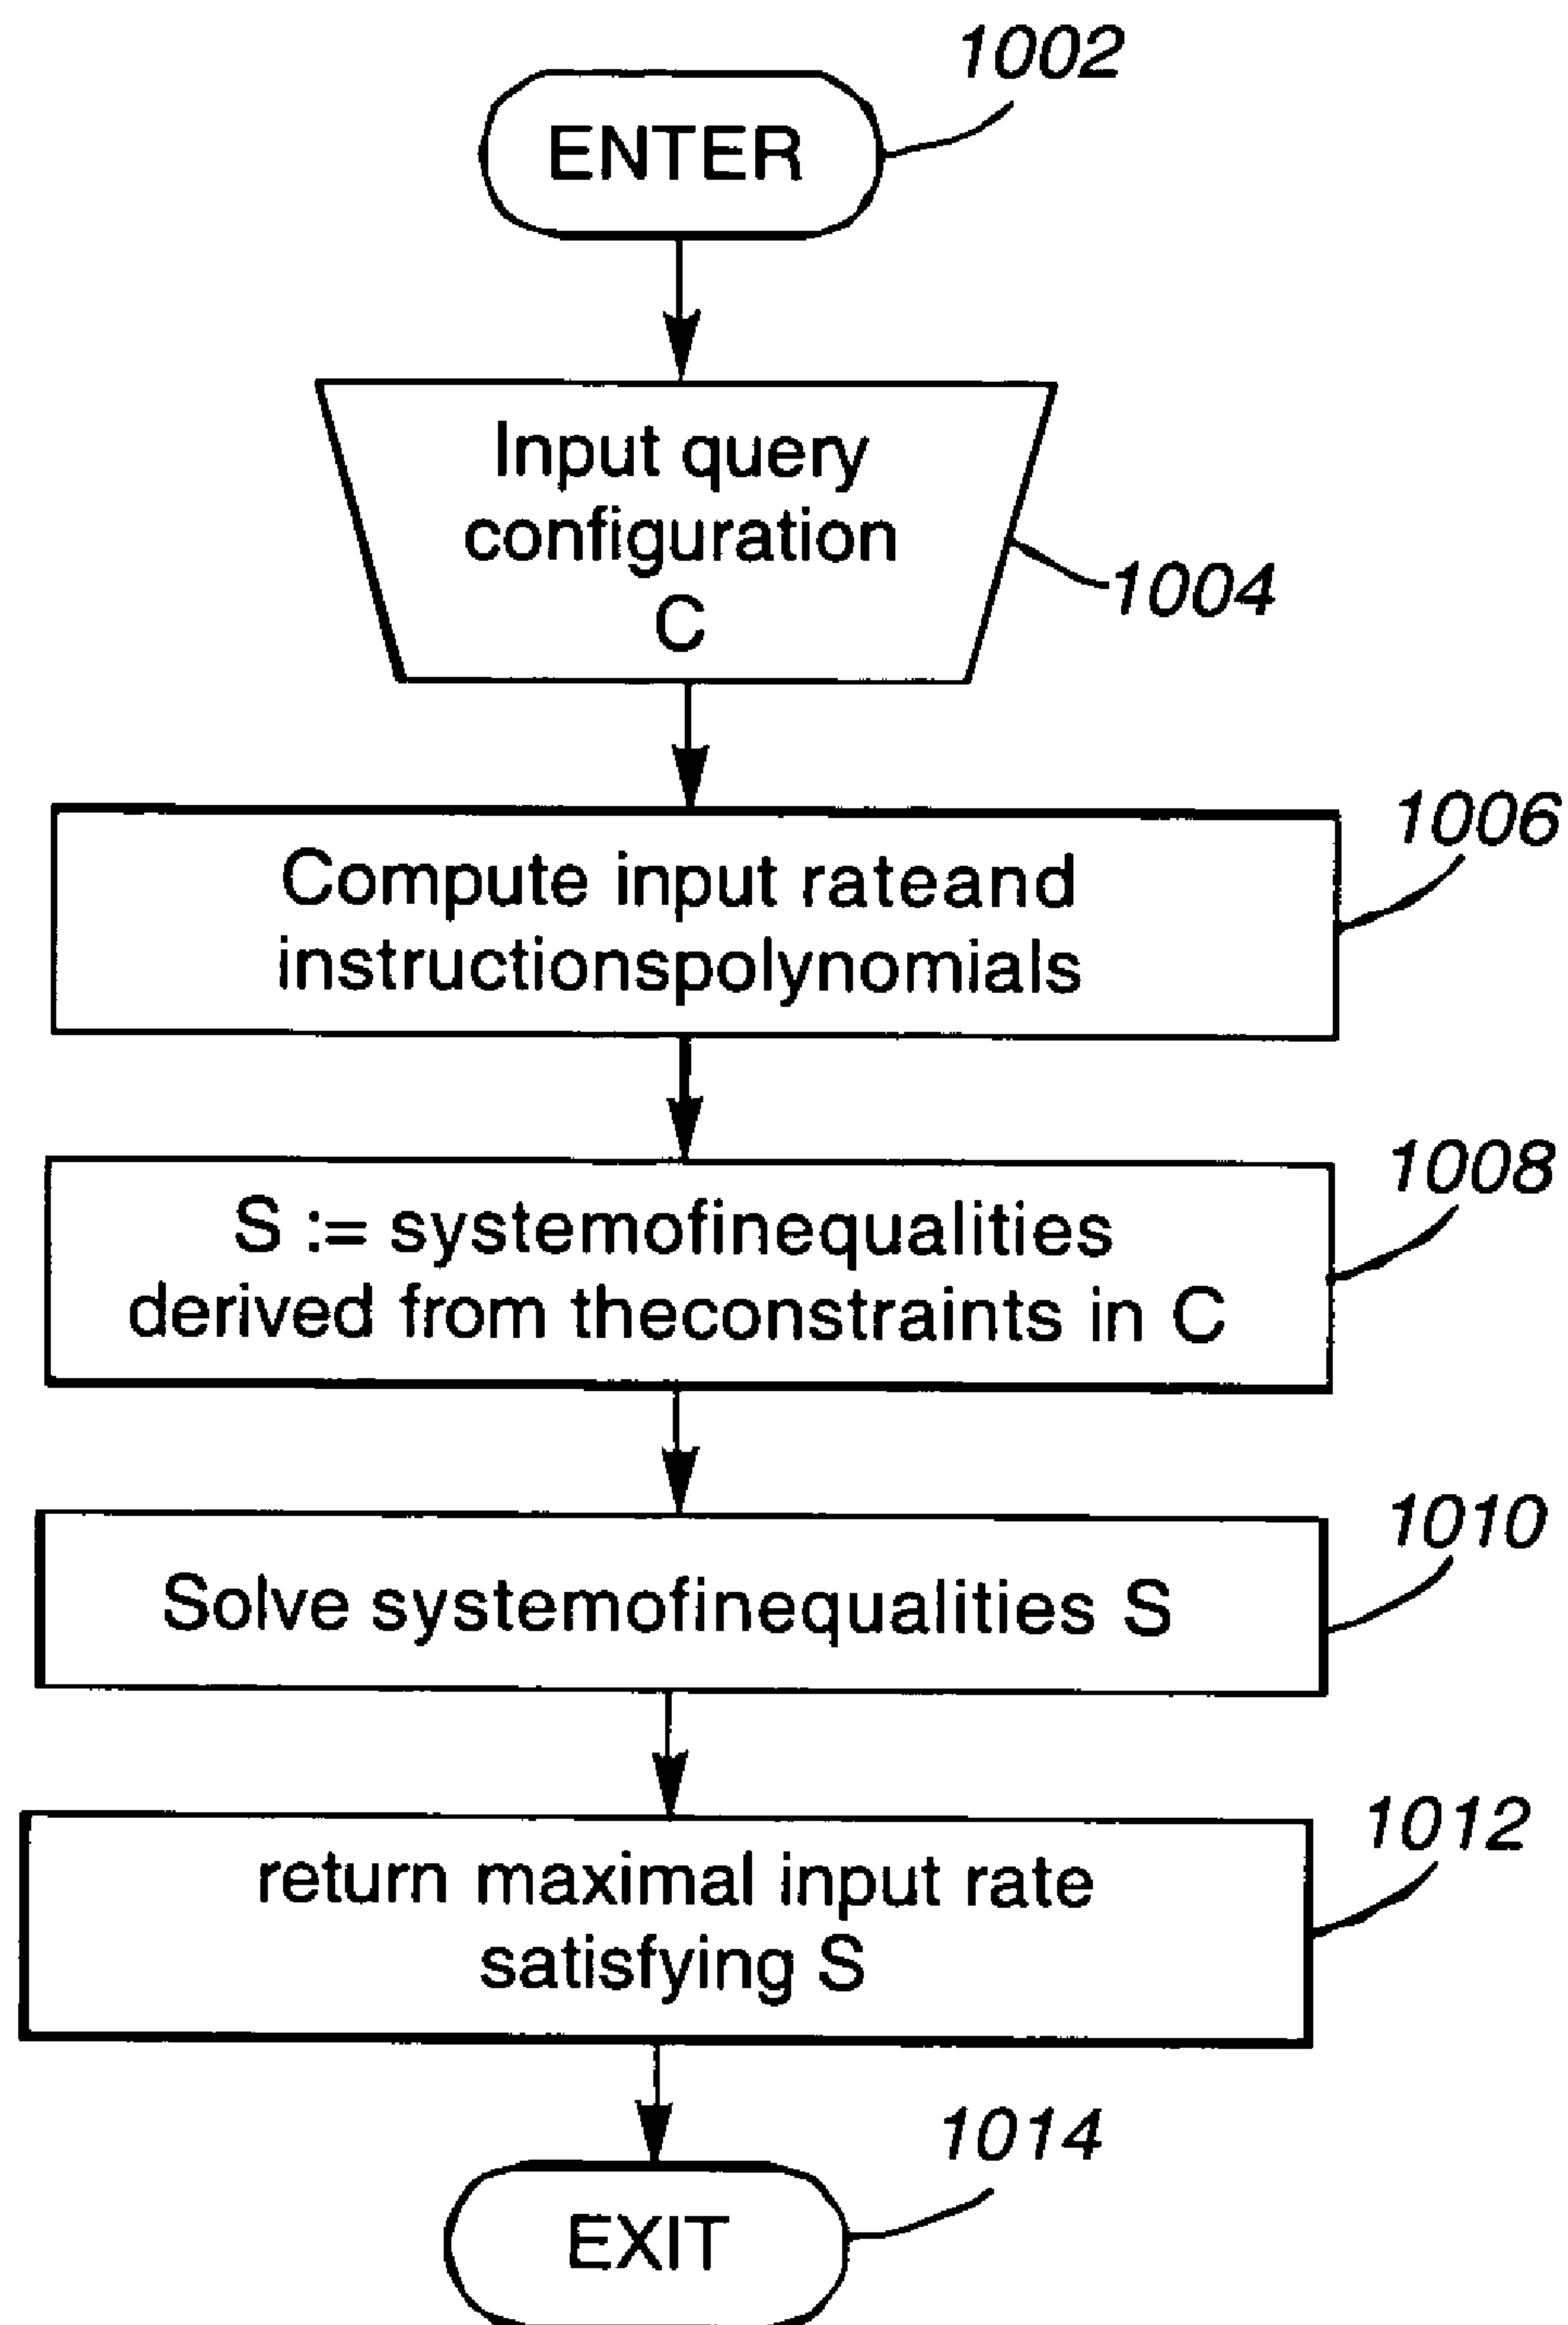 1002
ENTER
Input query
configuration
C
1004
1006
Compute input rateand
instructionspolynomials
1008
S := systemofinequalities
derived from theconstraints in C
1010
Solve systemofinequalities S
1012
return maximal input rate
satisfying S
1014
EXIT